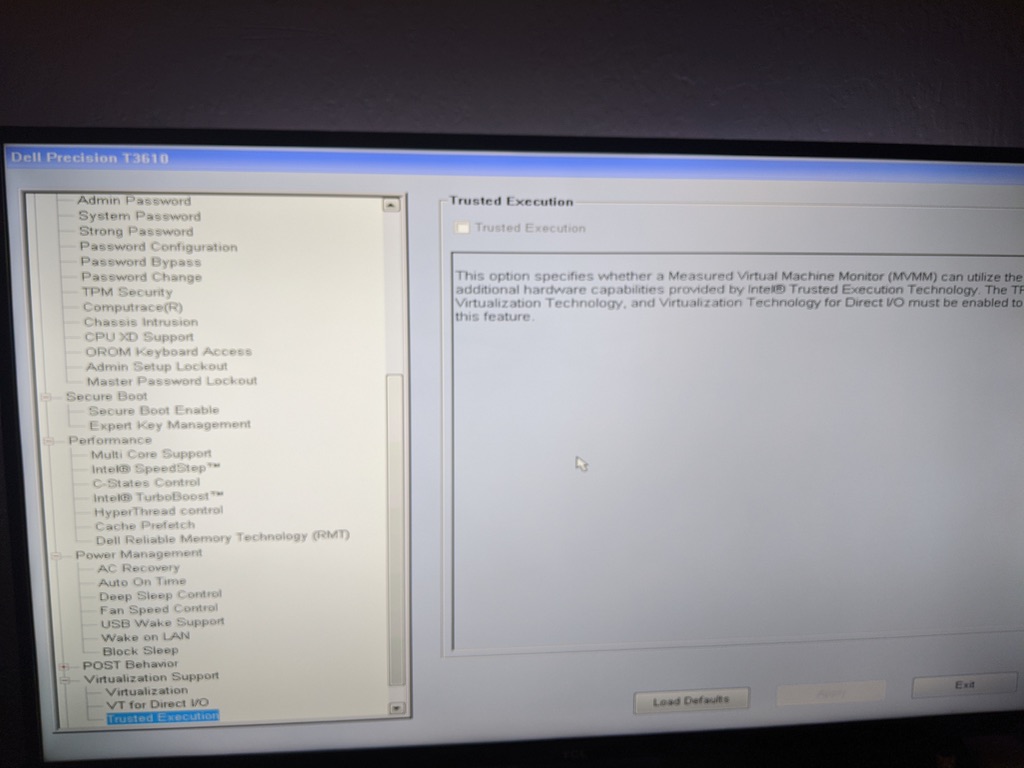 Dell Precision T3610
Admin Password
System Password
Strong Password
Password Configuration
Password Bypass
Password Change
TPM Security
Computrace(R)
Chassis Intrusion
CPU XD Support
OROM Keyboard Access
Admin Setup Lockout
Master Password Lockout
Secure Boot
Secure Boot Enable
Expert Key Management
Performance
Multi Core Support
Intel® SpeedStep™
C-States Control
Intel® TurboBoost™
HyperThread control
Cache Prefetch
Dell Reliable Memory Technology (RMT)
Power Management
AC Recovery
Auto On Time
Deep Sleep Control
Fan Speed Control
USB Wake Support
Wake on LAN
Block Sleep
POST Behavior
Virtualization Support
Virtualization
VT for Direct I/O
Trusted Execution
Trusted Execution
Trusted Execution
This option specifies whether a Measured Virtual Machine Monitor (MVMM) can utilize the
additional hardware capabilities provided by Intel® Trusted Execution Technology. The
Virtualization Technology, and Virtualization Technology for Direct I/O must be enabled to
this feature.
Load Defaults
Apply
Exit